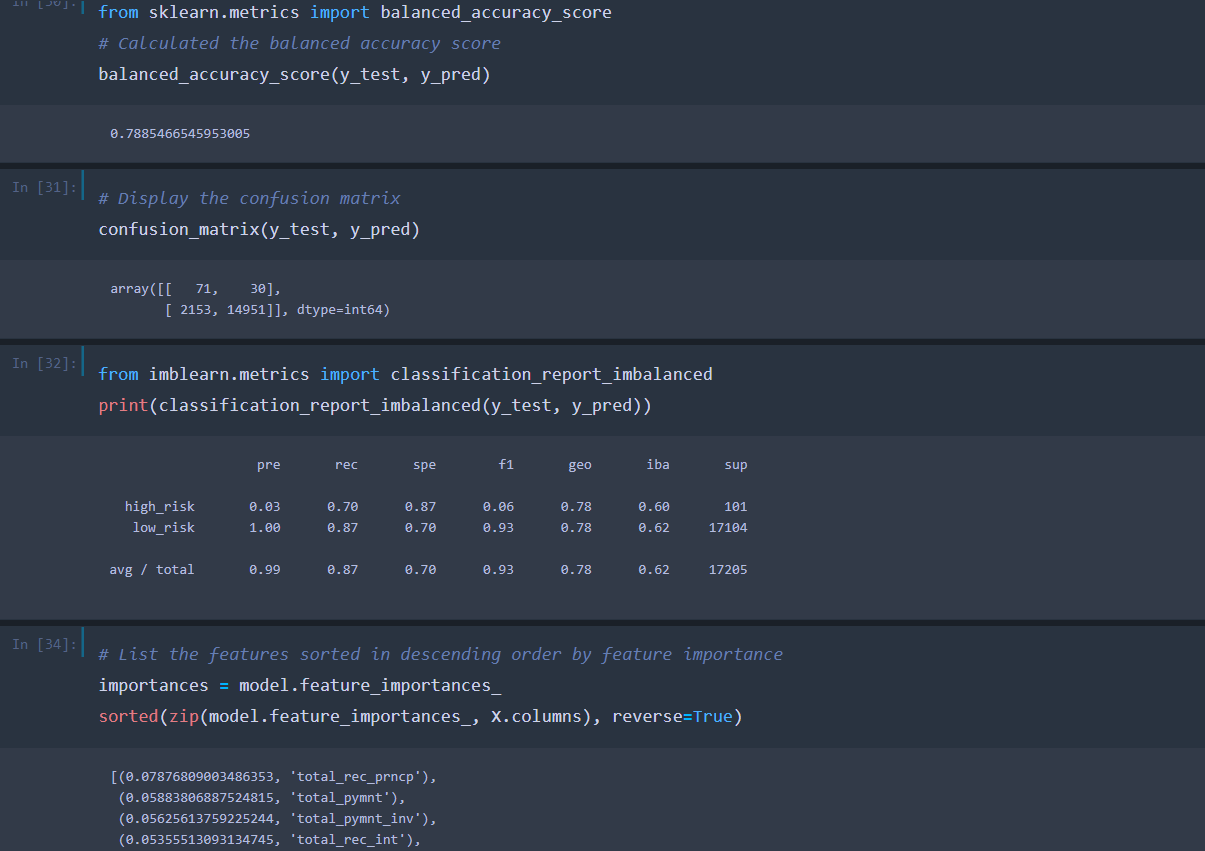 In [30]:
from sklearn.metrics import balanced_accuracy_score
# Calculated the balanced accuracy score
balanced_accuracy_score(y_test, y_pred)
0.7885466545953005
In [31]:
# Display the confusion matrix
confusion_matrix(y_test, y_pred)
array([[   71,    30],
       [ 2153, 14951]], dtype=int64)
In [32]:
from imblearn.metrics import classification_report_imbalanced
print(classification_report_imbalanced(y_test, y_pred))
pre rec spe f1 geo iba sup
high_risk 0.03 0.70 0.87 0.06 0.78 0.60 101
low_risk 1.00 0.87 0.70 0.93 0.78 0.62 17104
avg / total 0.99 0.87 0.70 0.93 0.78 0.62 17205
In [34]:
# List the features sorted in descending order by feature importance
importances = model.feature_importances_
sorted(zip(model.feature_importances_, X.columns), reverse=True)
[(0.07876809003486353, 'total_rec_prncp'),
 (0.05883806887524815, 'total_pymnt'),
 (0.05625613759225244, 'total_pymnt_inv'),
 (0.05355513093134745, 'total_rec_int'),